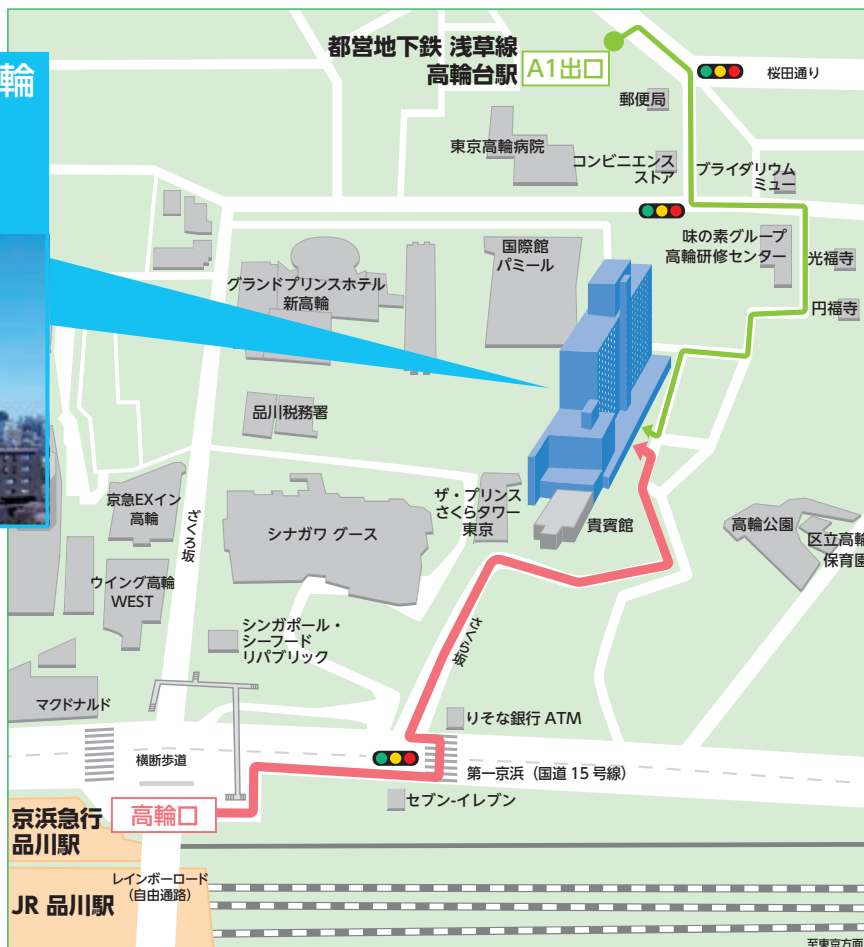 輪
都営地下鉄 浅草線
高輪台駅
A1出口
桜田通り
郵便局
東京高輪病院
コンビニエンス
ストア
ブライダリウム
ミュー
味の素グループ
高輪研修センター
光福寺
円福寺
国際館
パミール
グランドプリンスホテル
新高輪
品川税務署
京急EXイン
高輪
ざくろ坂
シナガワ グース
ザ・プリンス
さくらタワー
東京
貴賓館
高輪公園
区立高輪
保育園
ウイング高輪
WEST
シンガポール・
シーフード
リパブリック
さくら坂
マクドナルド
りそな銀行 ATM
横断歩道
第一京浜（国道 15 号線）
セブン-イレブン
高輪口
京浜急行
品川駅
レインボーロード
（自由通路）
JR 品川駅
至東京方面